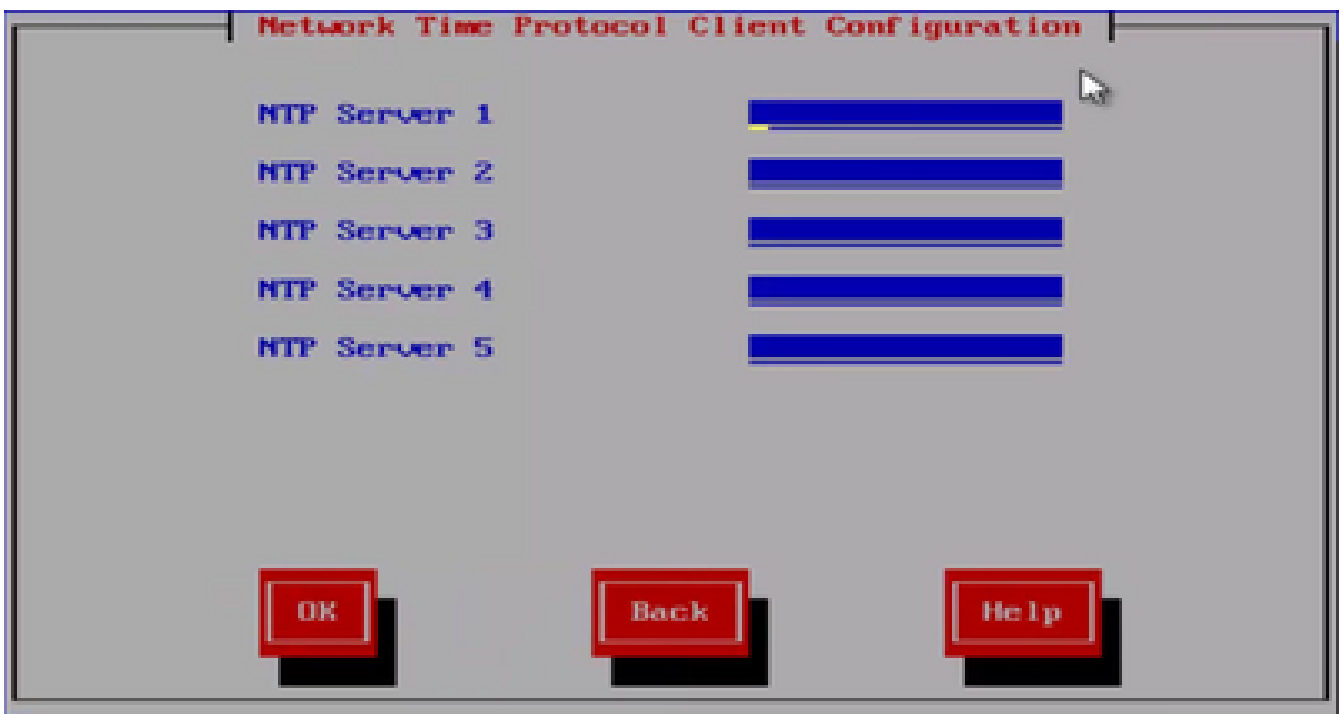 Network Time Protocol Client Configuration
NTP Server 1
NTP Server 2
NTP Server 3
NTP Server 4
NTP Server 5
OK Back Help